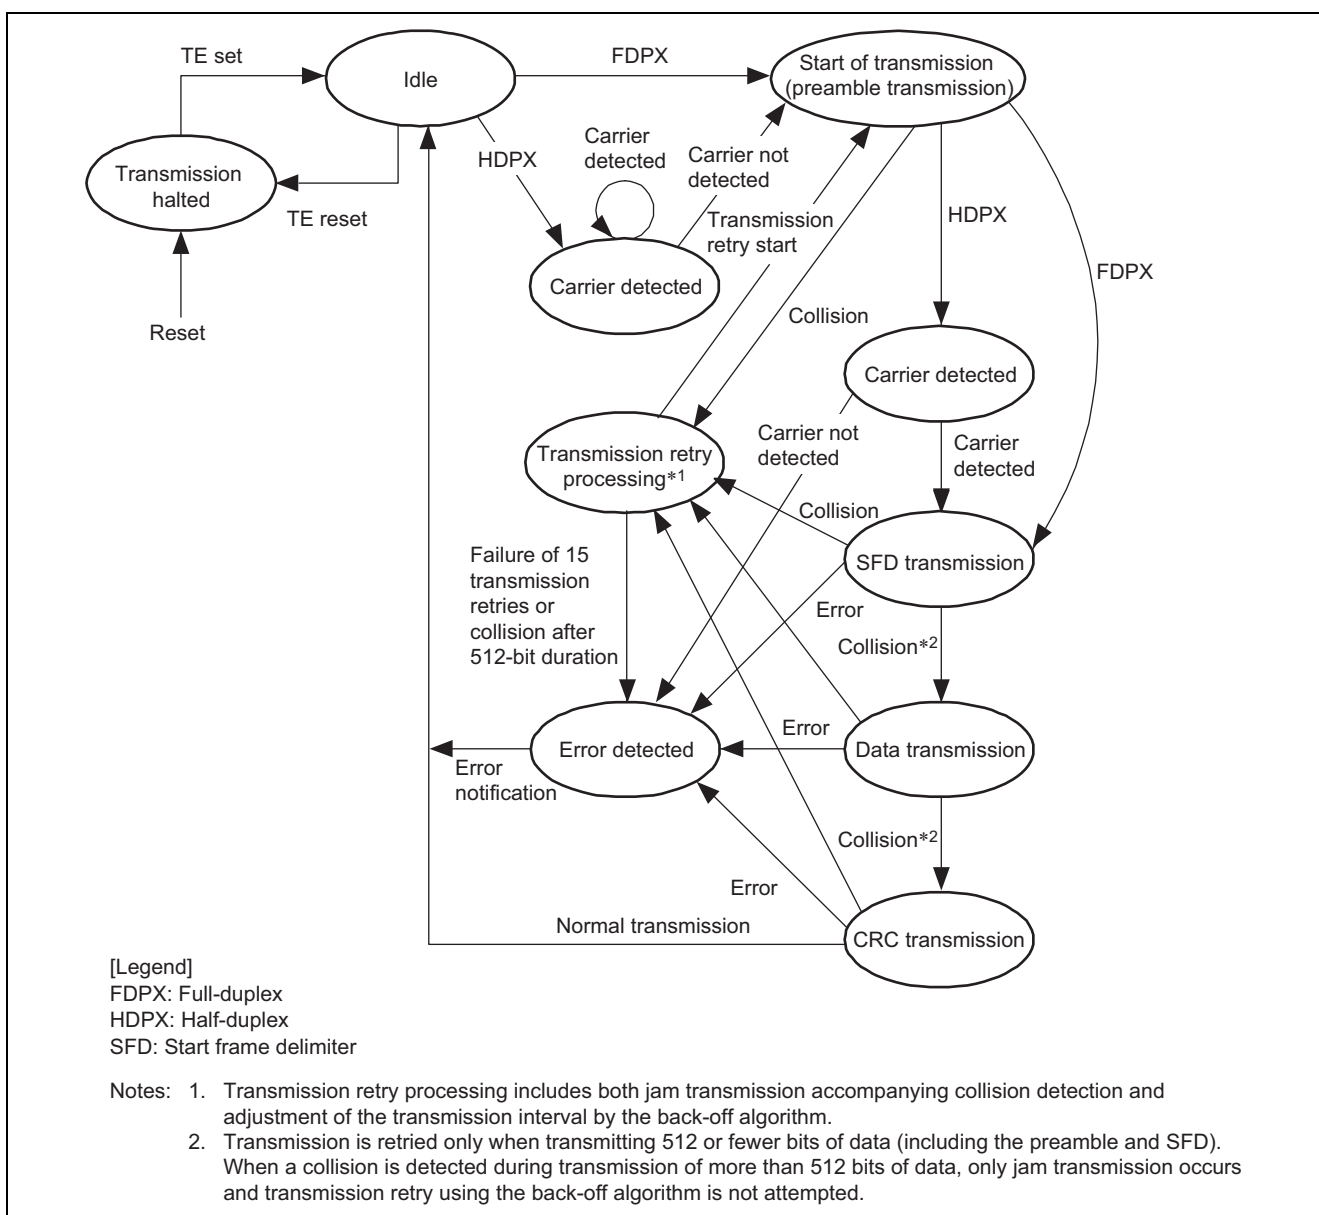 TE set
Idle
FDPX
Start of transmission
(preamble transmission)
Transmission
halted
TE reset
Reset
HDPX
Carrier
detected
Carrier not
detected
Transmission
retry start
Carrier detected
HDPX
FDPX
Collision
Carrier detected
Carrier not
detected
Carrier
detected
Transmission retry
processing*1
Collision
SFD transmission
Failure of 15
transmission
retries or
collision after
512-bit duration
Error
Collision*2
Error detected
Error
Data transmission
Error
notification
Collision*2
Error
Normal transmission
CRC transmission
[Legend]
FDPX: Full-duplex
HDPX: Half-duplex
SFD: Start frame delimiter
Notes: 1. Transmission retry processing includes both jam transmission accompanying collision detection and
adjustment of the transmission interval by the back-off algorithm.
2. Transmission is retried only when transmitting 512 or fewer bits of data (including the preamble and SFD).
When a collision is detected during transmission of more than 512 bits of data, only jam transmission occurs
and transmission retry using the back-off algorithm is not attempted.